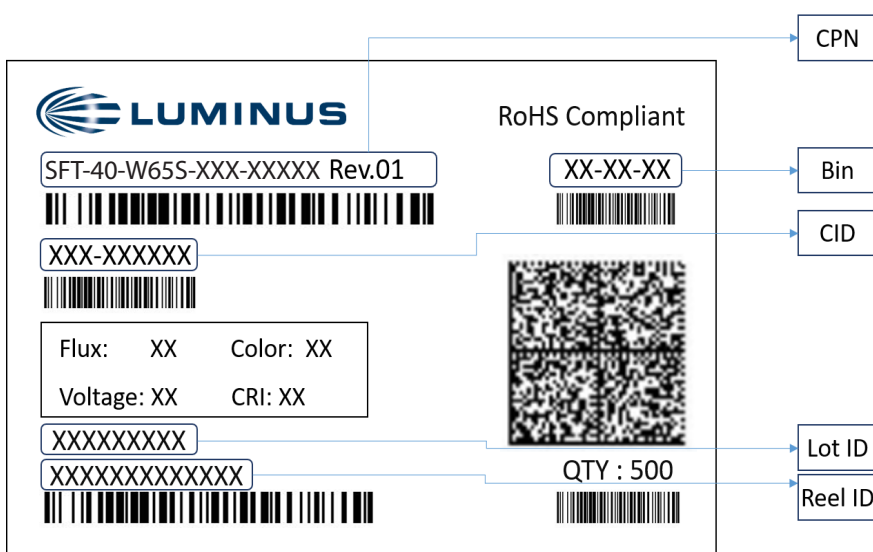 CPN
LUMINUS
RoHS Compliant
SFT-40-W65S-XXX-XXXXX Rev.01
XX-XX-XX
Bin
CID
XXX-XXXXXX
Flux: XX Color: XX
Voltage: XX CRI: XX
XXXXXXXXX
Lot ID
XXXXXXXXXXXXX
QTY : 500
Reel ID